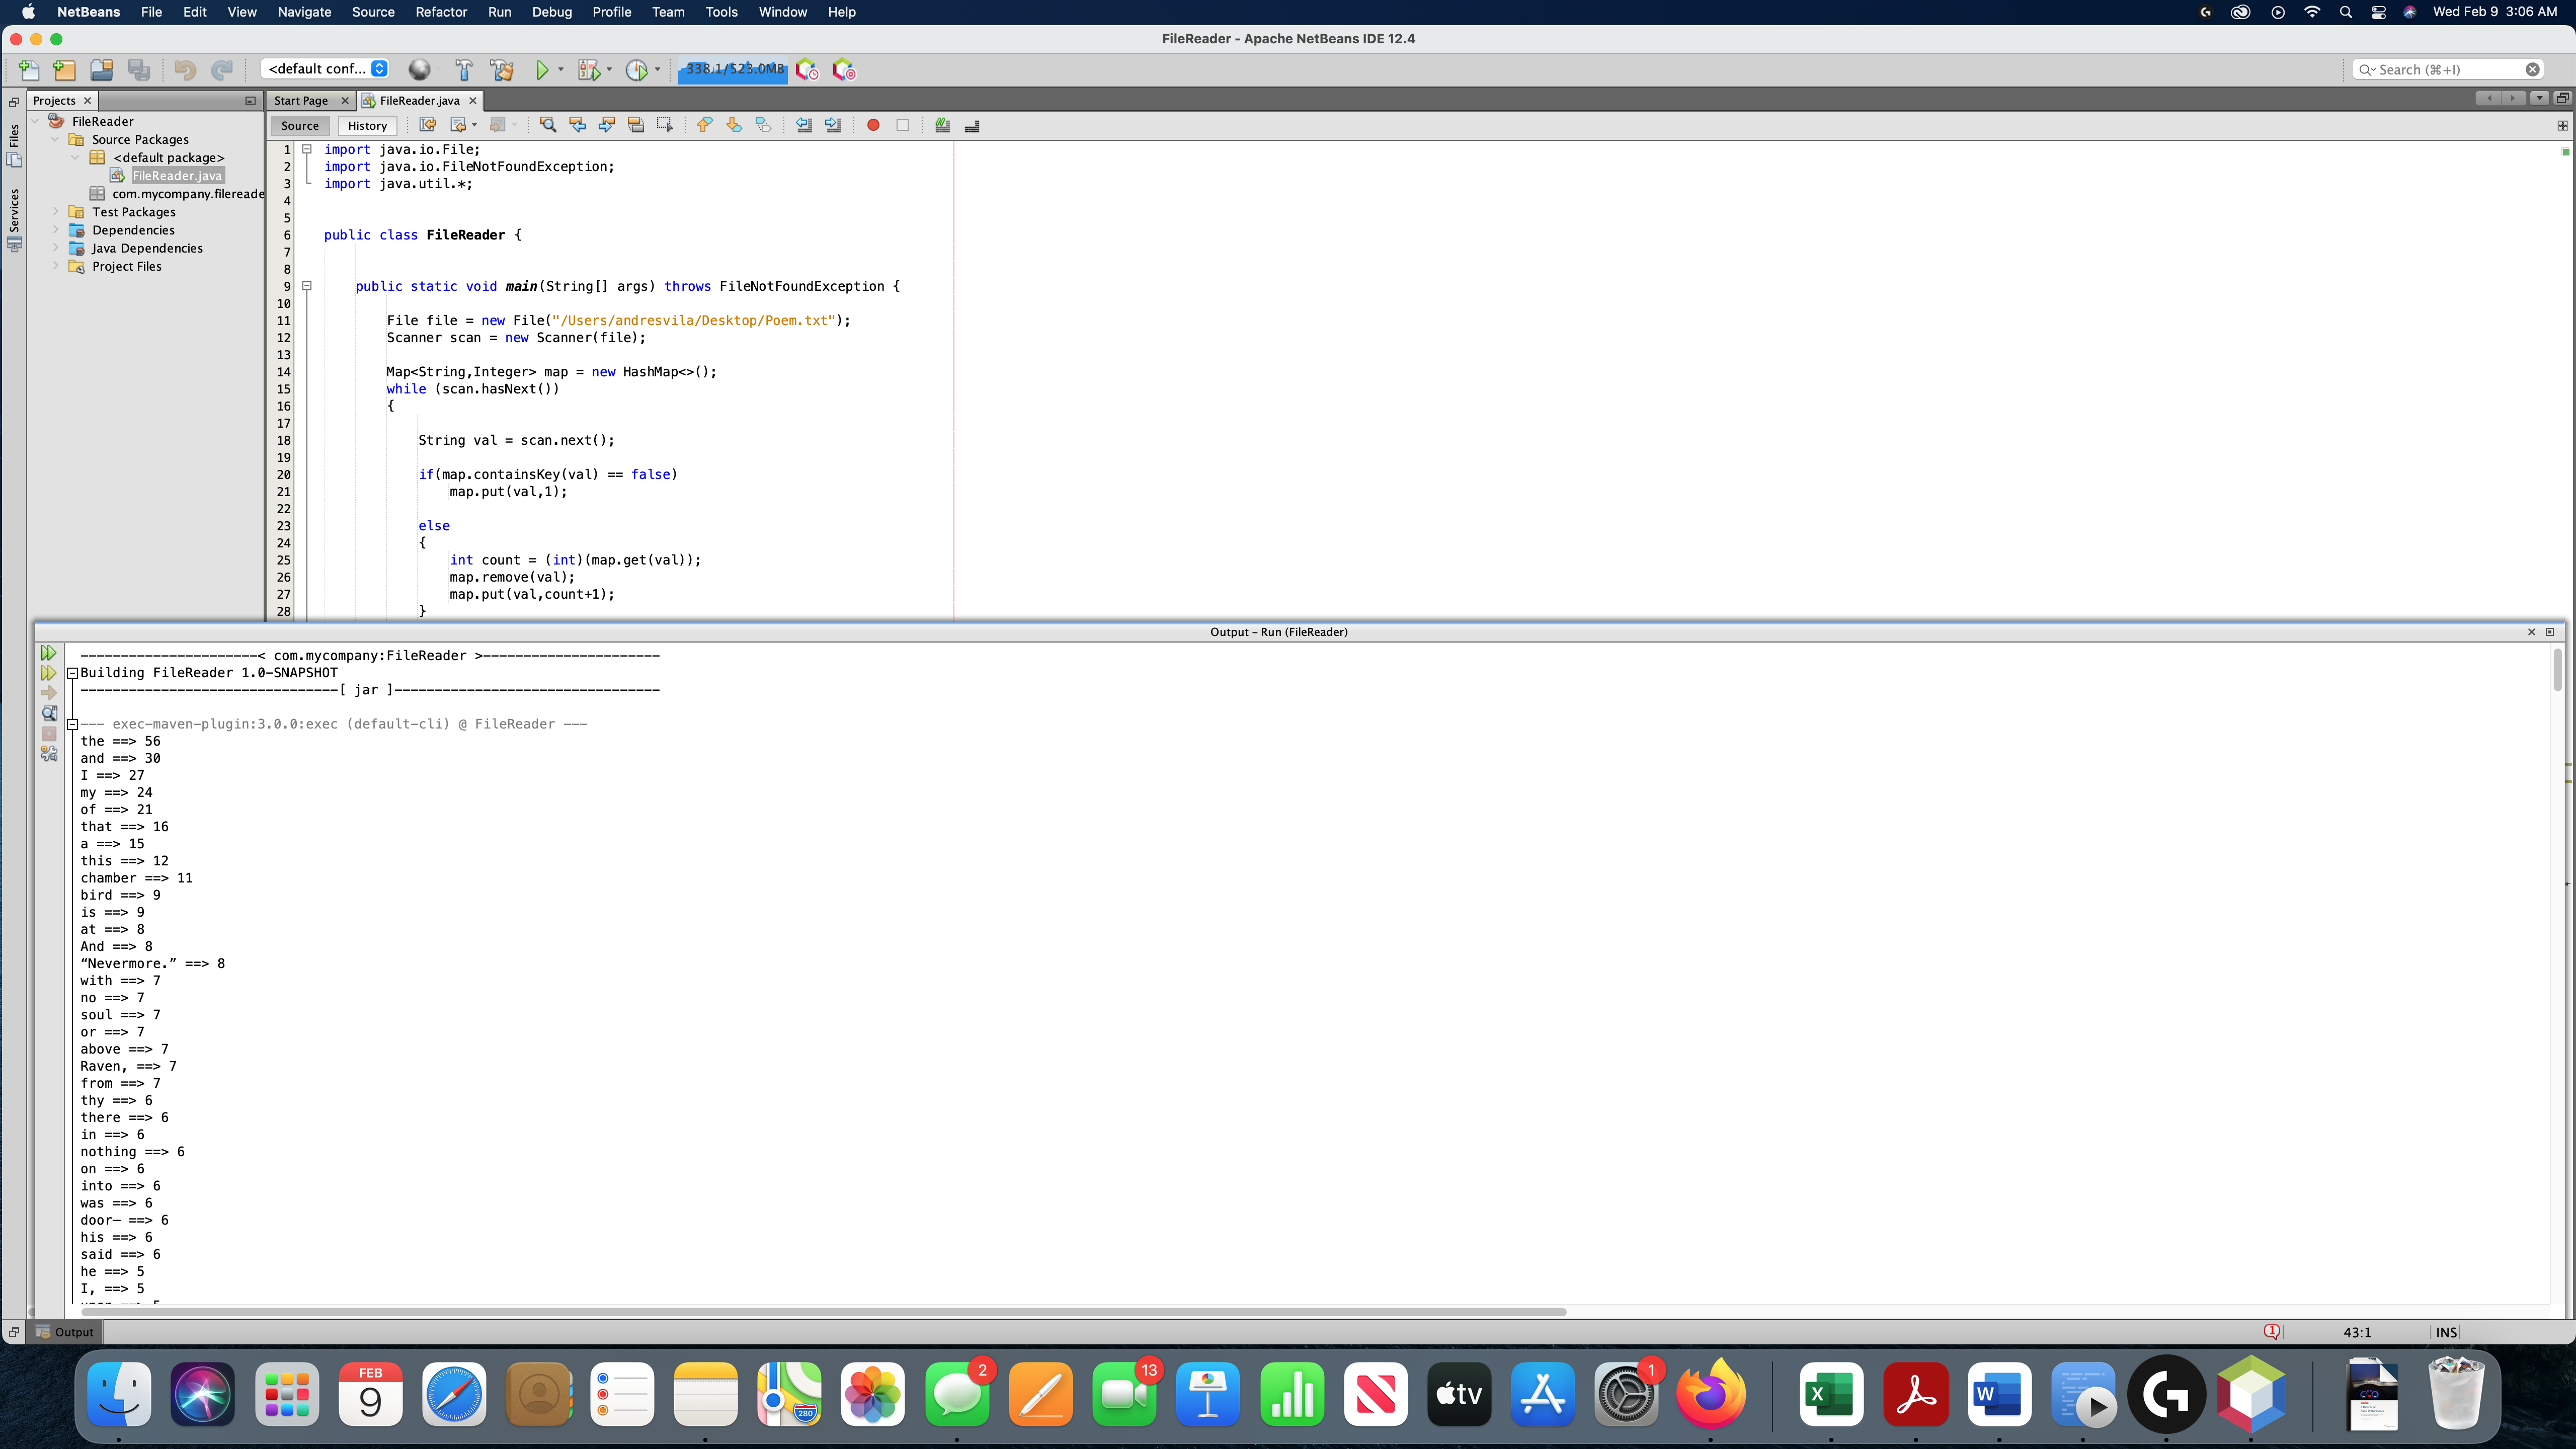 NetBeans File Edit View Navigate Source Refactor Run Debug Profile Team Tools Window Help Wed Feb 9 3:06 AM
FileReader - Apache NetBeans IDE 12.4
<default conf... 338.1/523.0MB Search (⌘+I)
Projects Start Page FileReader.java
Source History
Files
Services
FileReader
Source Packages
<default package>
FileReader.java
com.mycompany.filereade
Test Packages
Dependencies
Java Dependencies
Project Files
1 import java.io.File;
2 import java.io.FileNotFoundException;
3 import java.util.*;
4
5
6 public class FileReader {
7
8
9 public static void main(String[] args) throws FileNotFoundException {
10
11 File file = new File("/Users/andresvila/Desktop/Poem.txt");
12 Scanner scan = new Scanner(file);
13
14 Map<String,Integer> map = new HashMap<>();
15 while (scan.hasNext())
16 {
17
18 String val = scan.next();
19
20 if(map.containsKey(val) == false)
21 map.put(val,1);
22
23 else
24 {
25 int count = (int)(map.get(val));
26 map.remove(val);
27 map.put(val,count+1);
28 }
Output – Run (FileReader)
----------------------< com.mycompany:FileReader >----------------------
Building FileReader 1.0-SNAPSHOT
--------------------------------[ jar ]---------------------------------
--- exec-maven-plugin:3.0.0:exec (default-cli) @ FileReader ---
the ==> 56
and ==> 30
I ==> 27
my ==> 24
of ==> 21
that ==> 16
a ==> 15
this ==> 12
chamber ==> 11
bird ==> 9
is ==> 9
at ==> 8
And ==> 8
“Nevermore.” ==> 8
with ==> 7
no ==> 7
soul ==> 7
or ==> 7
above ==> 7
Raven, ==> 7
from ==> 7
thy ==> 6
there ==> 6
in ==> 6
nothing ==> 6
on ==> 6
into ==> 6
was ==> 6
door— ==> 6
his ==> 6
said ==> 6
he ==> 5
I, ==> 5
Output 1 43:1 INS
FEB
9
2
13
280
tv
1
X
W